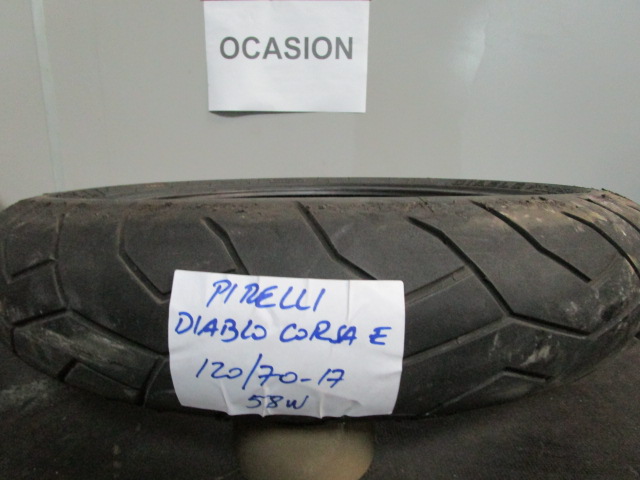 OCASION
PIRELLI
DIABLO CORSA E
120/70-17
58W